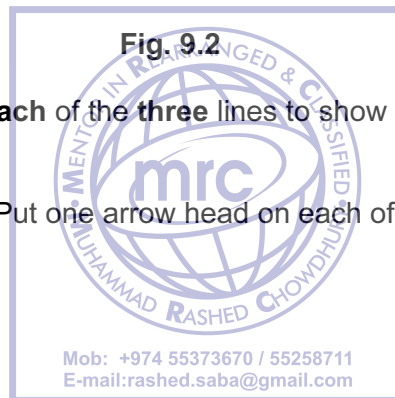 Fig. 9.2
ach of the three lines to show
Put one arrow head on each of
MENTOR IN REARRANGED & CLASSIFIED
mrc
MUHAMMAD RASHED CHOWDHURY
Mob: +974 55373670 / 55258711
E-mail:rashed.saba@gmail.com